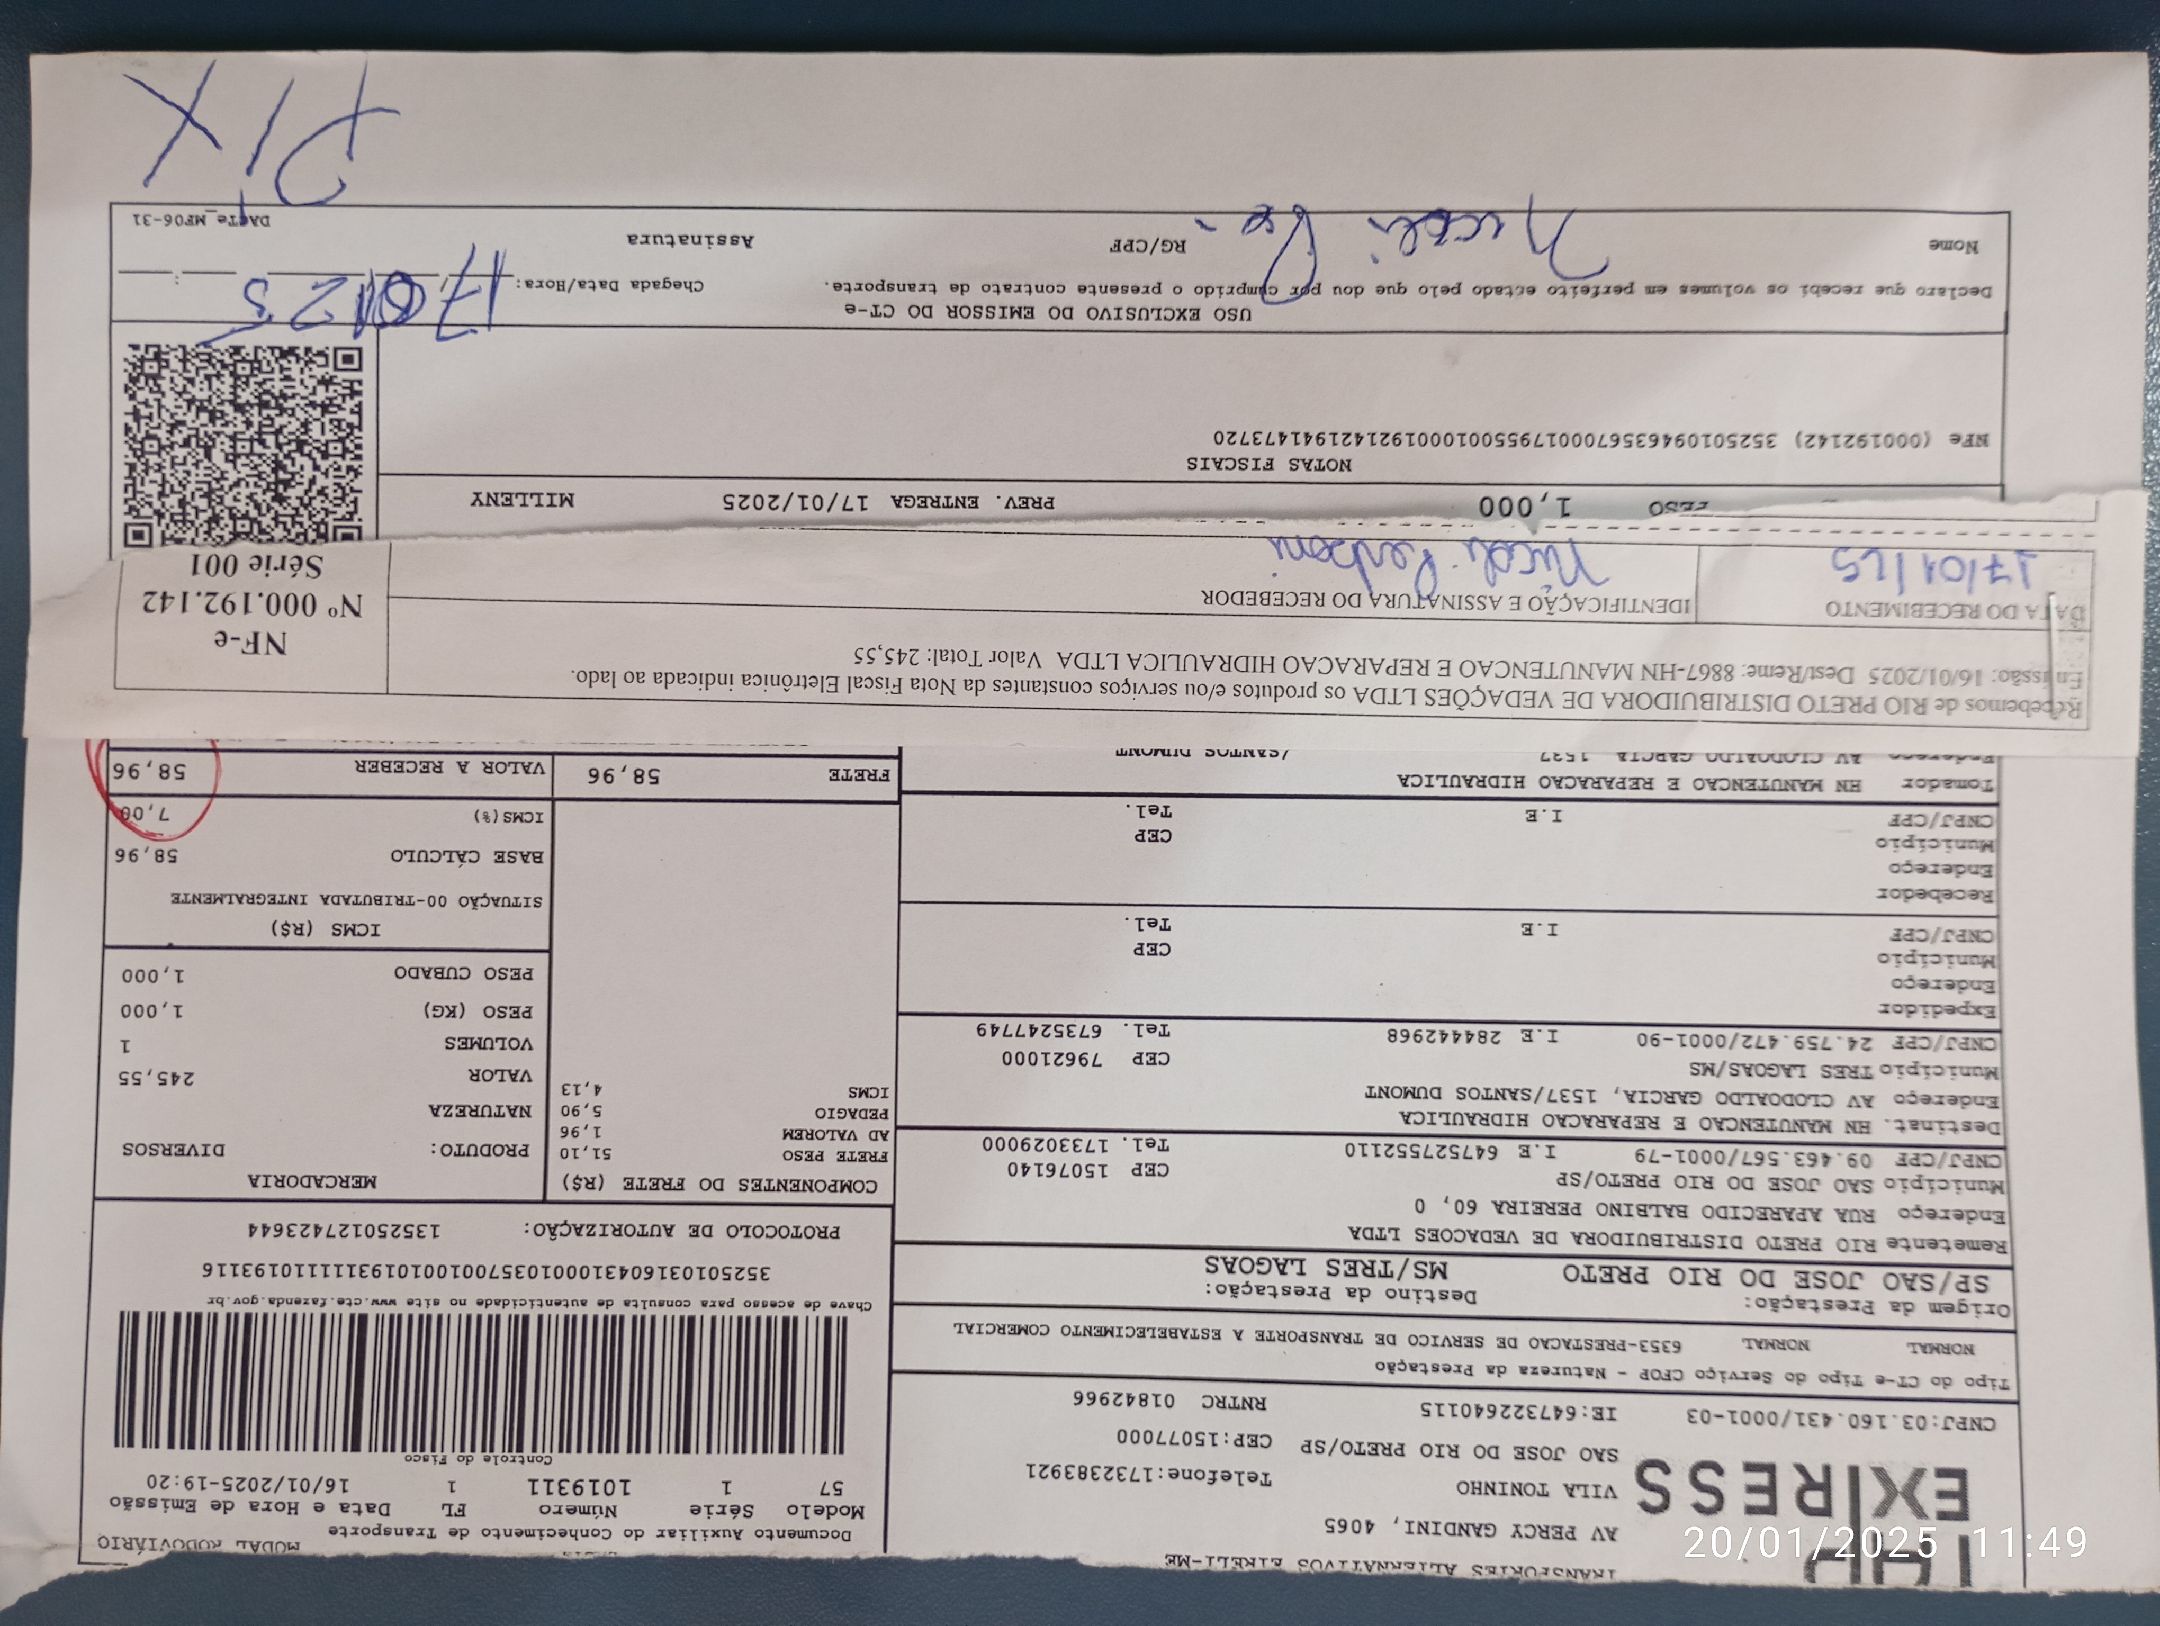 TRANSPORTES ALTERNATIVOS EIRELI-ME
EXPRESS
AV PERCY GANDINI, 4065
VILA TONINHO Telefone:1732383921
SAO JOSE DO RIO PRETO/SP CEP:15077000
CNPJ:03.160.431/0001-03 IE:647322640115 RNTRC 01842966
Tipo do CT-e Tipo do Serviço CFOP - Natureza da Prestação
NORMAL NORMAL 6353-PRESTACAO DE SERVICO DE TRANSPORTE A ESTABELECIMENTO COMERCIAL
Origem da Prestação: Destino da Prestação:
SP/SAO JOSE DO RIO PRETO MS/TRES LAGOAS
Remetente RIO PRETO DISTRIBUIDORA DE VEDACOES LTDA
Endereço RUA APARECIDO BALBINO PEREIRA 60, 0
Município SAO JOSE DO RIO PRETO/SP CEP 15076140
CNPJ/CPF 09.463.567/0001-79 I.E 647527552110 Tel. 1733029000
Destinat. HN MANUTENCAO E REPARACAO HIDRAULICA
Endereço AV CLODOALDO GARCIA, 1537/SANTOS DUMONT
Município TRES LAGOAS/MS CEP 79621000
CNPJ/CPF 24.759.472/0001-90 I.E 284442968 Tel. 6735247749
Expedidor
Endereço
Município CEP
CNPJ/CPF I.E Tel.
Recebedor
Endereço
Município CEP
CNPJ/CPF I.E Tel.
Tomador HN MANUTENCAO E REPARACAO HIDRAULICA
Endereço AV CLODOALDO GARCIA 1537
/SANTOS DUMONT
Documento Auxiliar do Conhecimento de Transporte MODAL RODOVIÁRIO
Modelo Série Número FL Data e Hora de Emissão
57 1 1019311 1 16/01/2025-19:20
Controle do Fisco
Chave de acesso para consulta de autenticidade no site www.cte.fazenda.gov.br
352501031604310001035700100101931111110193116
PROTOCOLO DE AUTORIZAÇÃO: 135250127423644
COMPONENTES DO FRETE (R$)
FRETE PESO 51,10
AD VALOREM 1,96
PEDAGIO 5,90
ICMS 4,13
FRETE 58,96
MERCADORIA
PRODUTO: DIVERSOS
NATUREZA
VALOR 245,55
VOLUMES 1
PESO (KG) 1,000
PESO CUBADO 1,000
ICMS (R$)
SITUAÇÃO 00-TRIBUTADA INTEGRALMENTE
BASE CÁLCULO 58,96
ICMS(%) 7,00
VALOR A RECEBER 58,96
Recebemos de RIO PRETO DISTRIBUIDORA DE VEDAÇÕES LTDA os produtos e/ou serviços constantes da Nota Fiscal Eletrônica indicada ao lado.
Emissão: 16/01/2025 Dest/Reme: 8867-HN MANUTENCAO E REPARACAO HIDRAULICA LTDA Valor Total: 245,55
DATA DO RECEBIMENTO IDENTIFICAÇÃO E ASSINATURA DO RECEBEDOR
17/01/25
NF-e
Nº 000.192.142
Série 001
PESO 1,000 PREV. ENTREGA 17/01/2025 MILLENY
NOTAS FISCAIS
NFe (000192142) 35250109463567000179550010001921421941473720
USO EXCLUSIVO DO EMISSOR DO CT-e
Declaro que recebi os volumes em perfeito estado pelo que dou por cumprido o presente contrato de transporte.
Chegada Data/Hora: 17 01 25
Nome Nicoli RG/CPF Assinatura
DACTe_MF06-31
PIX
20/01/2025 11:49